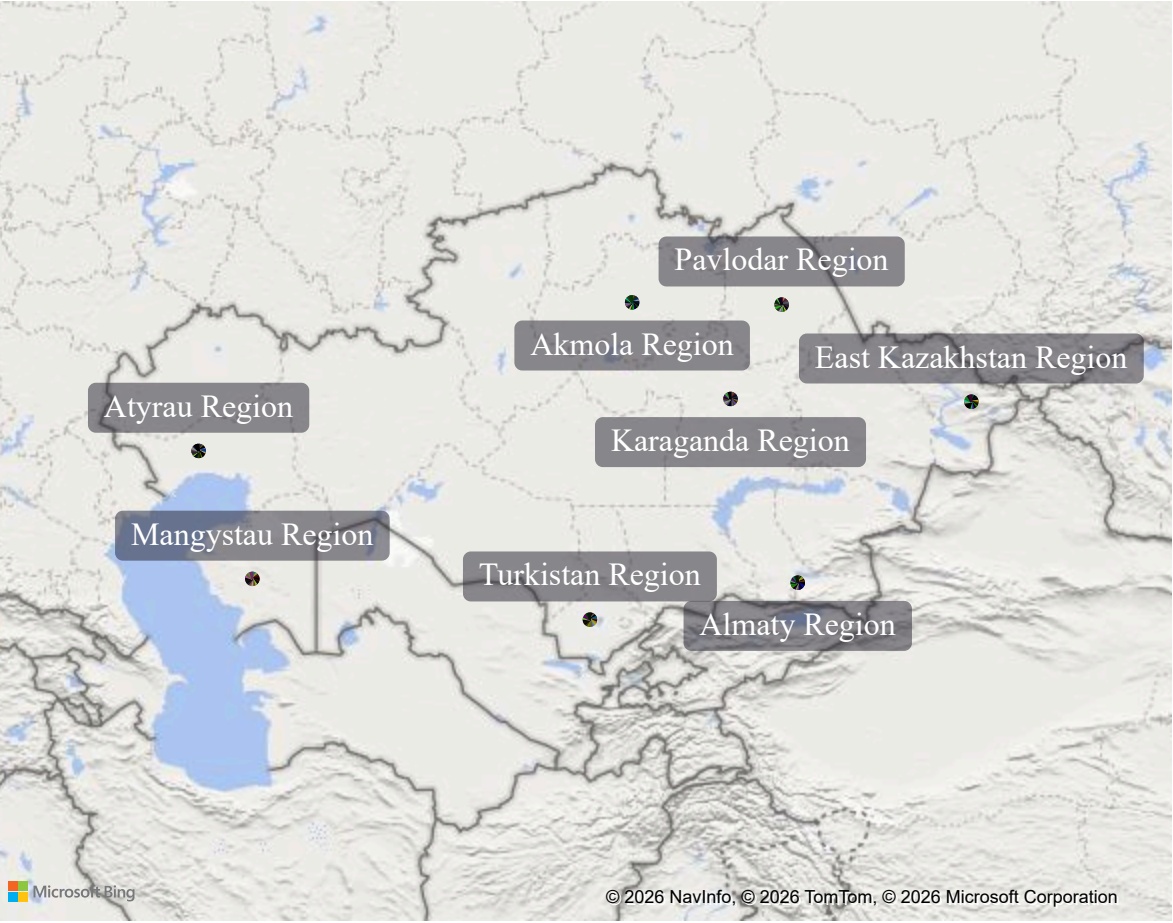 Pavlodar Region
Akmola Region
East Kazakhstan Region
Atyrau Region
Karaganda Region
Mangystau Region
Turkistan Region
Almaty Region
Microsoft Bing
© 2026 NavInfo, © 2026 TomTom, © 2026 Microsoft Corporation